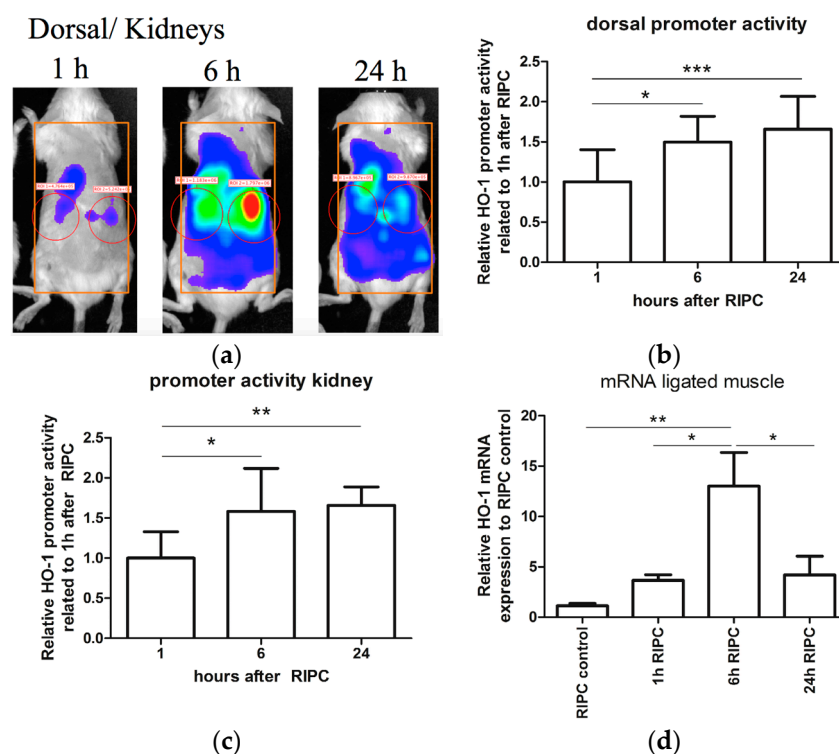 Dorsal/ Kidneys
1 h 6 h 24 h
(a)
dorsal promoter activity
Relative HO-1 promoter activity
related to 1h after RIPC
2.5
2.0
1.5
1.0
0.5
0.0
***
*
1 6 24
hours after RIPC
(b)
promoter activity kidney
Relative HO-1 promoter activity
related to 1h after RIPC
2.5
2.0
1.5
1.0
0.5
0.0
**
*
1 6 24
hours after RIPC
(c)
mRNA ligated muscle
Relative HO-1 mRNA
expression to RIPC control
20
15
10
5
0
**
* *
RIPC control
1h RIPC
6h RIPC
24h RIPC
(d)